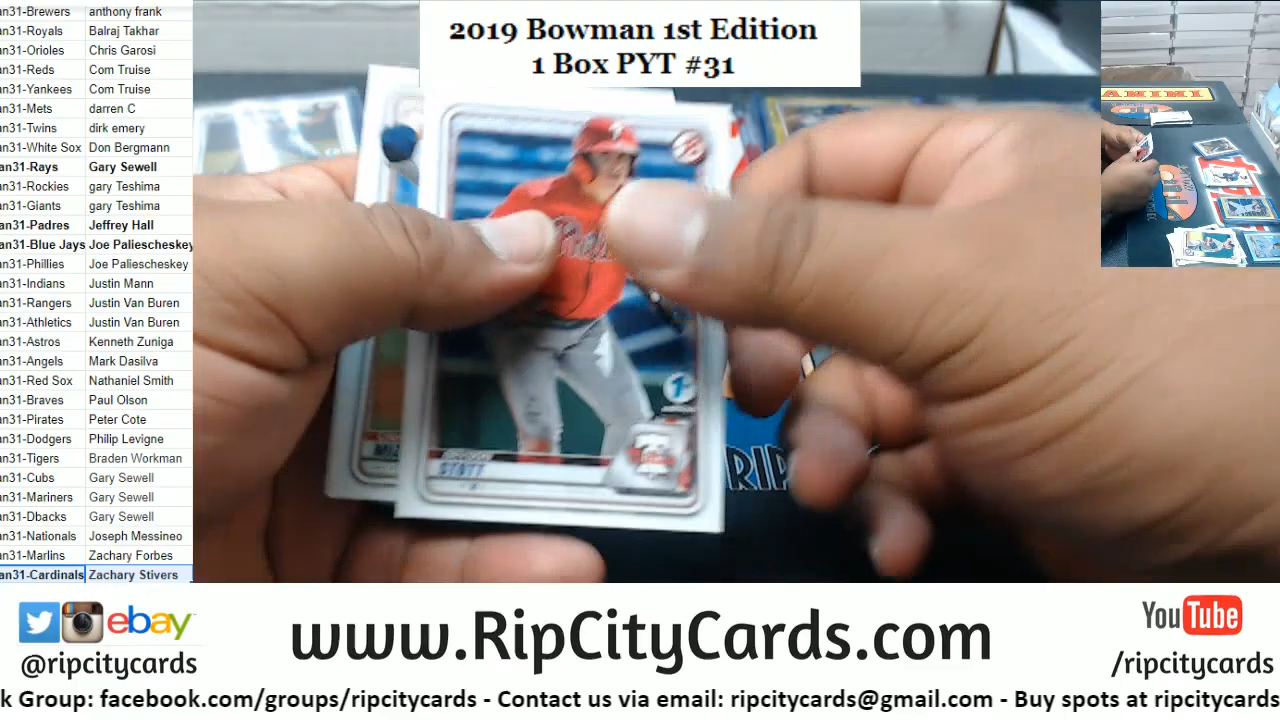 2019 Bowman 1st Edition
1 Box PYT #31
an31-Brewers anthony frank
an31-Royals Balraj Takhar
an31-Orioles Chris Garosi
an31-Reds Com Truise
an31-Yankees Com Truise
an31-Mets darren C
an31-Twins dirk emery
an31-White Sox Don Bergmann
an31-Rays Gary Sewell
an31-Rockies gary Teshima
an31-Giants gary Teshima
an31-Padres Jeffrey Hall
an31-Blue Jays Joe Paliescheskey
an31-Phillies Joe Paliescheskey
an31-Indians Justin Mann
an31-Rangers Justin Van Buren
an31-Athletics Justin Van Buren
an31-Astros Kenneth Zuniga
an31-Angels Mark Dasilva
an31-Red Sox Nathaniel Smith
an31-Braves Paul Olson
an31-Pirates Peter Cote
an31-Dodgers Philip Levigne
an31-Tigers Braden Workman
an31-Cubs Gary Sewell
an31-Mariners Gary Sewell
an31-Dbacks Gary Sewell
an31-Nationals Joseph Messineo
an31-Marlins Zachary Forbes
an31-Cardinals Zachary Stivers
PANINI
STOTT
1st
RIP
ebay
@ripcitycards
www.RipCityCards.com
YouTube
/ripcitycards
k Group: facebook.com/groups/ripcitycards - Contact us via email: ripcitycards@gmail.com - Buy spots at ripcitycards